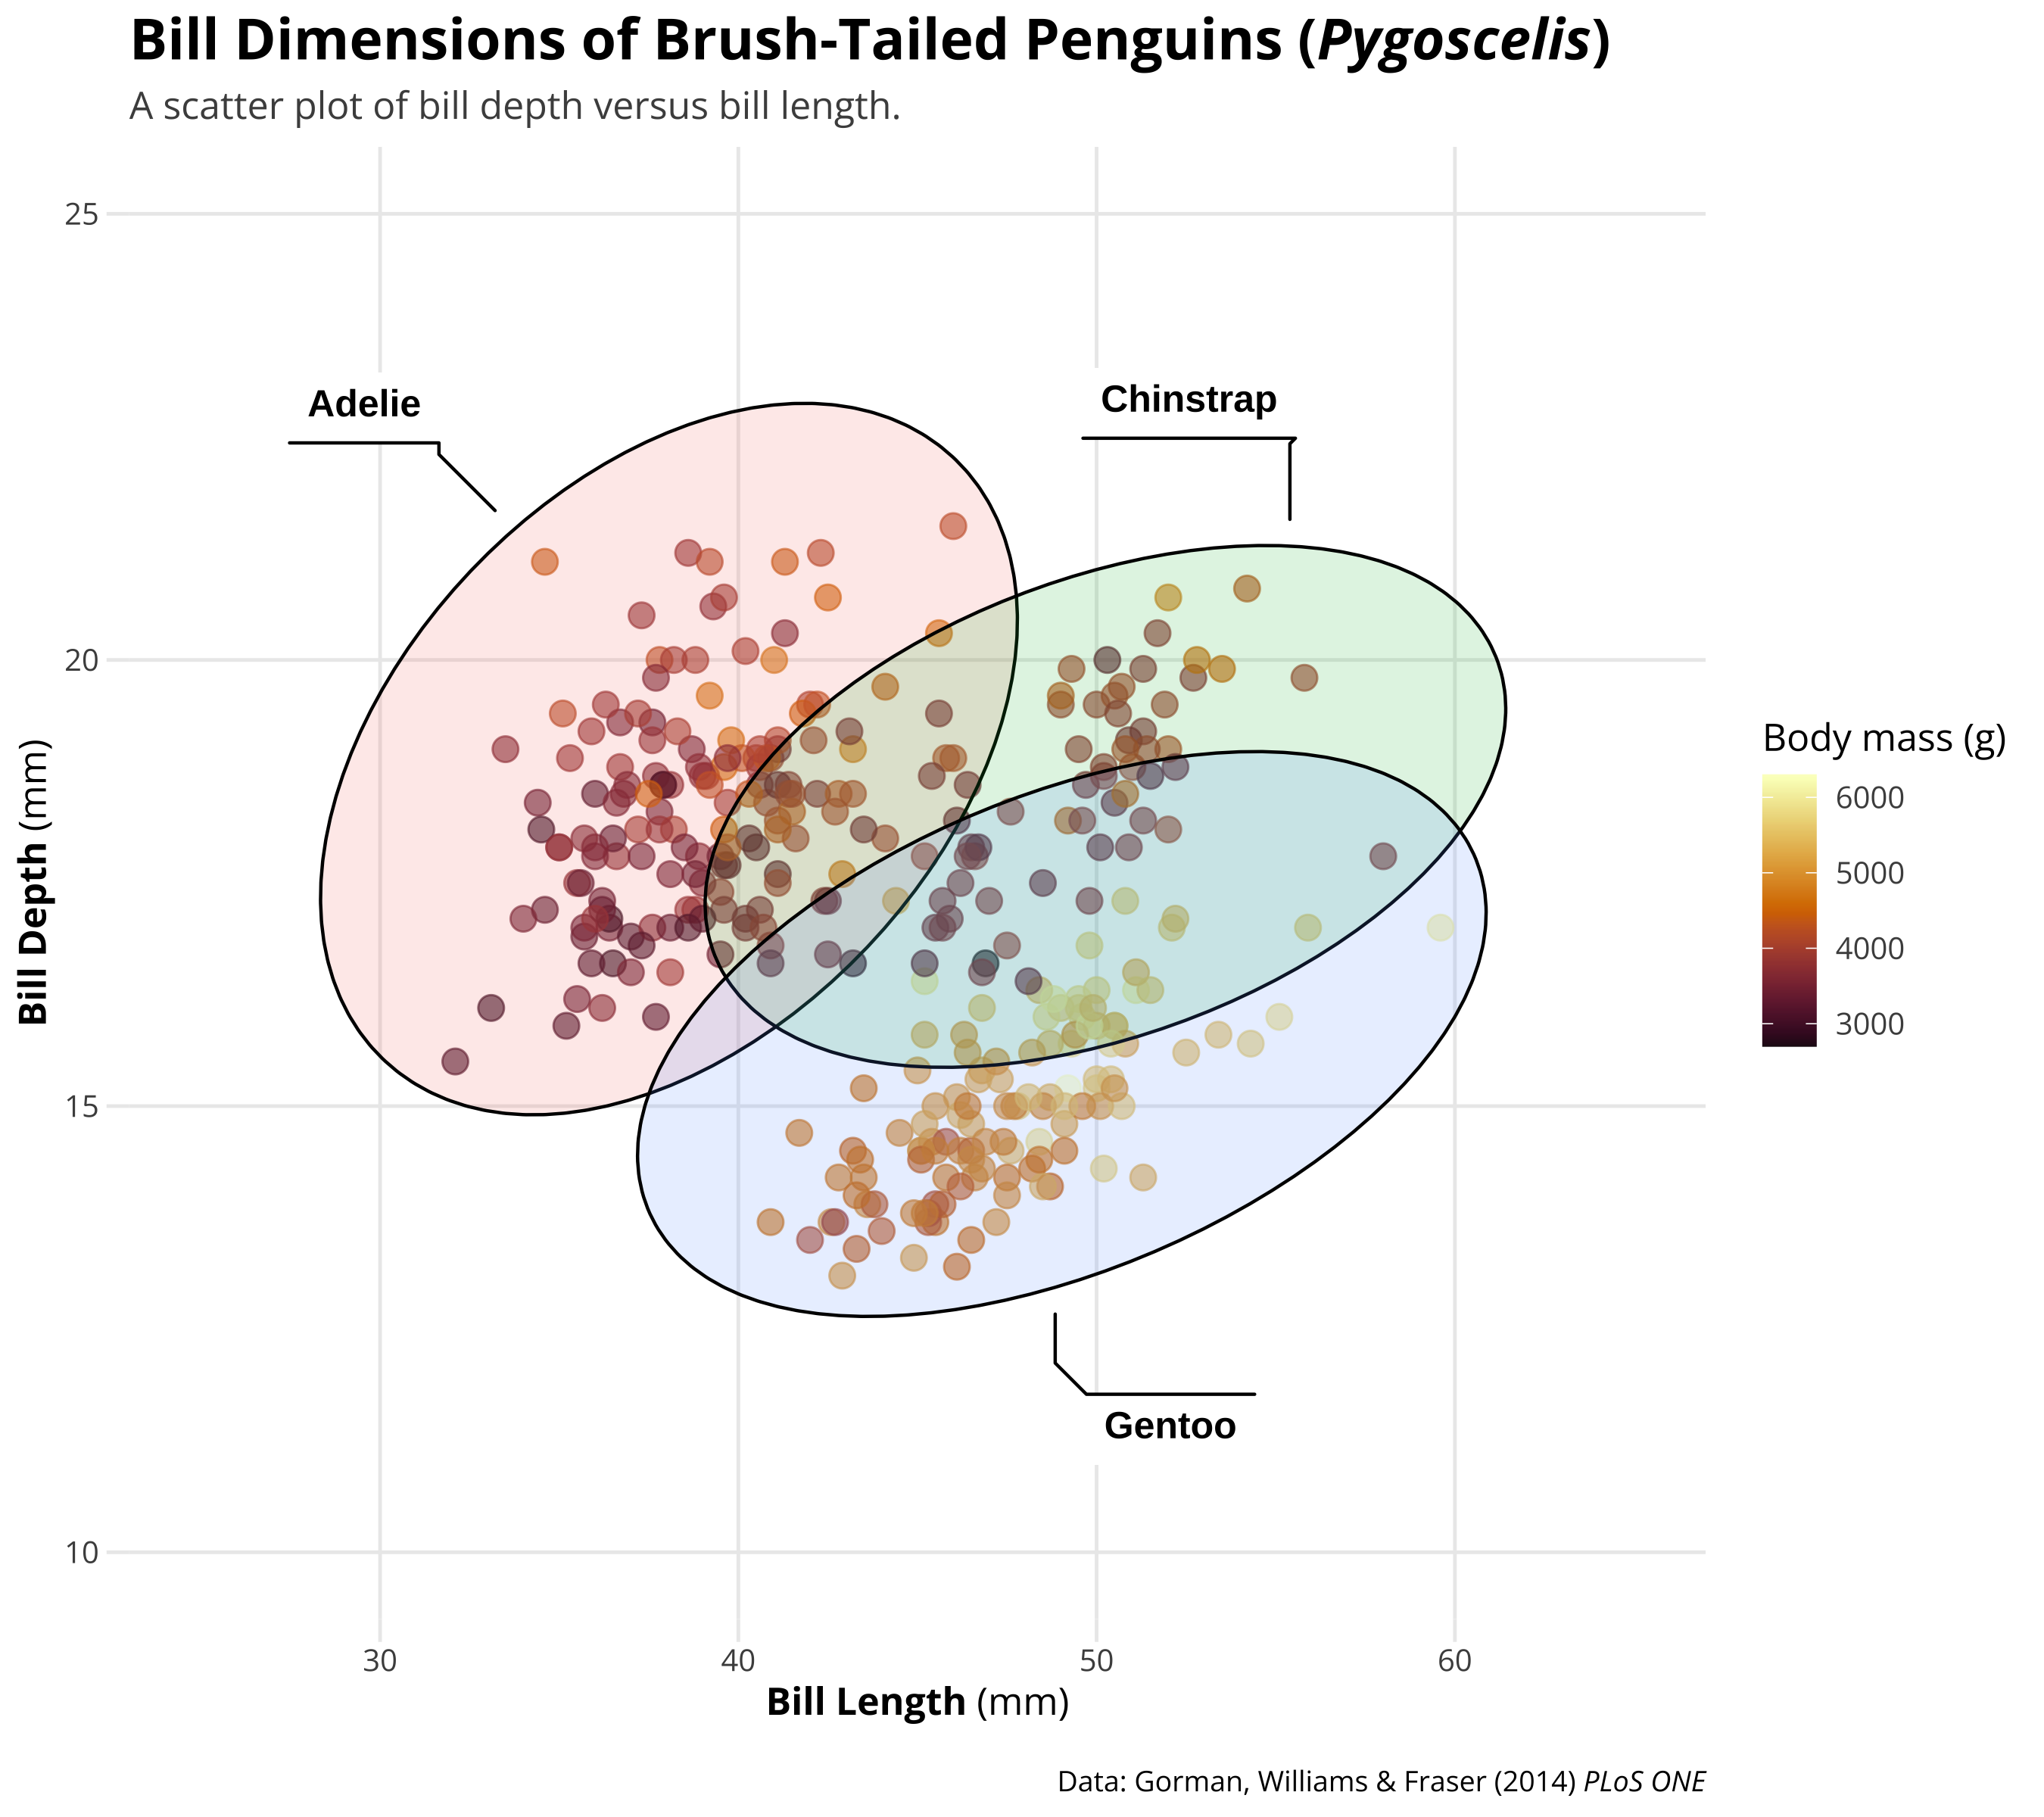 Bill Dimensions of Brush-Tailed Penguins (Pygoscelis)
A scatter plot of bill depth versus bill length.
25
20
15
10
Bill Depth (mm)
Adelie
Chinstrap
Gentoo
30 40 50 60
Bill Length (mm)
Body mass (g)
6000
5000
4000
3000
Data: Gorman, Williams & Fraser (2014) PLoS ONE